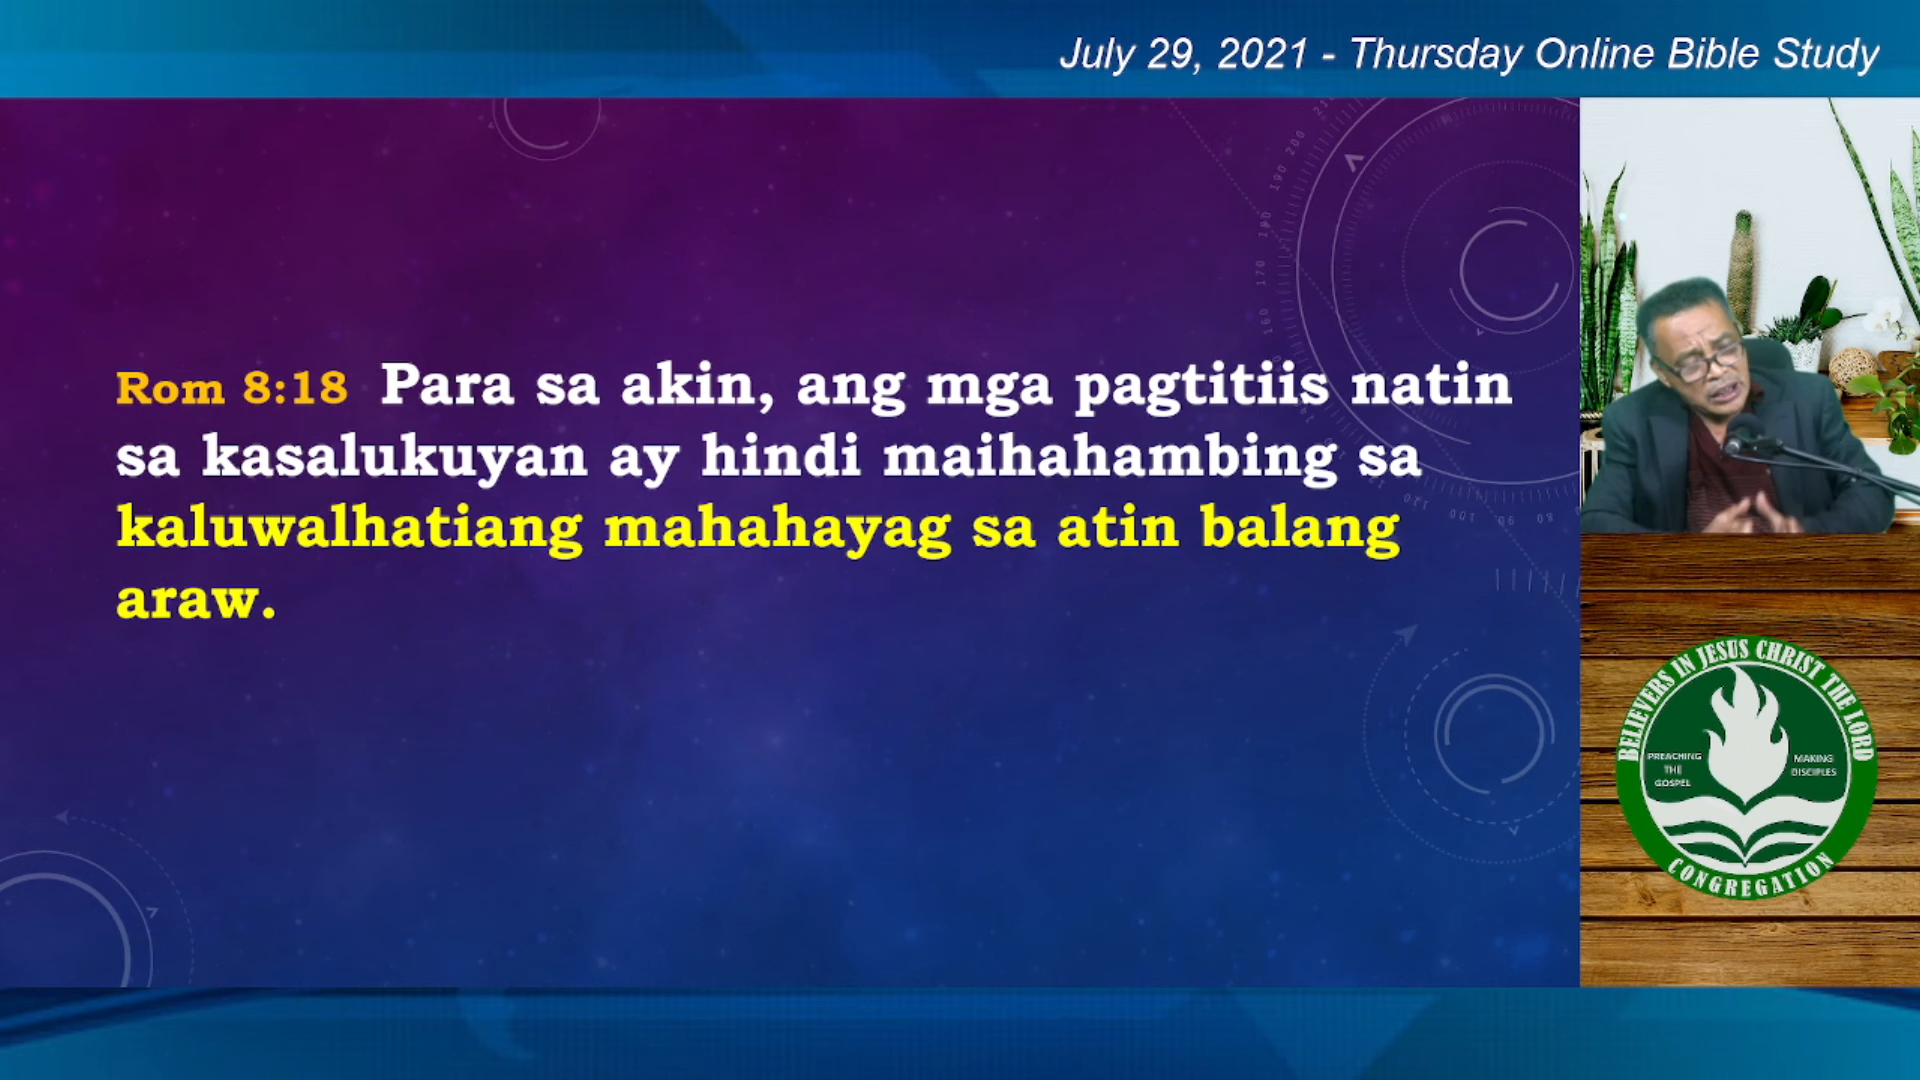 July 29, 2021 - Thursday Online Bible Study
Rom 8:18 Para sa akin, ang mga pagtitiis natin
sa kasalukuyan ay hindi maihahambing sa
kaluwalhatiang mahahayag sa atin balang
araw.
BELIEVERS IN JESUS CHRIST THE LORD
PREACHING
THE
GOSPEL
MAKING
DISCIPLES
CONGREGATION